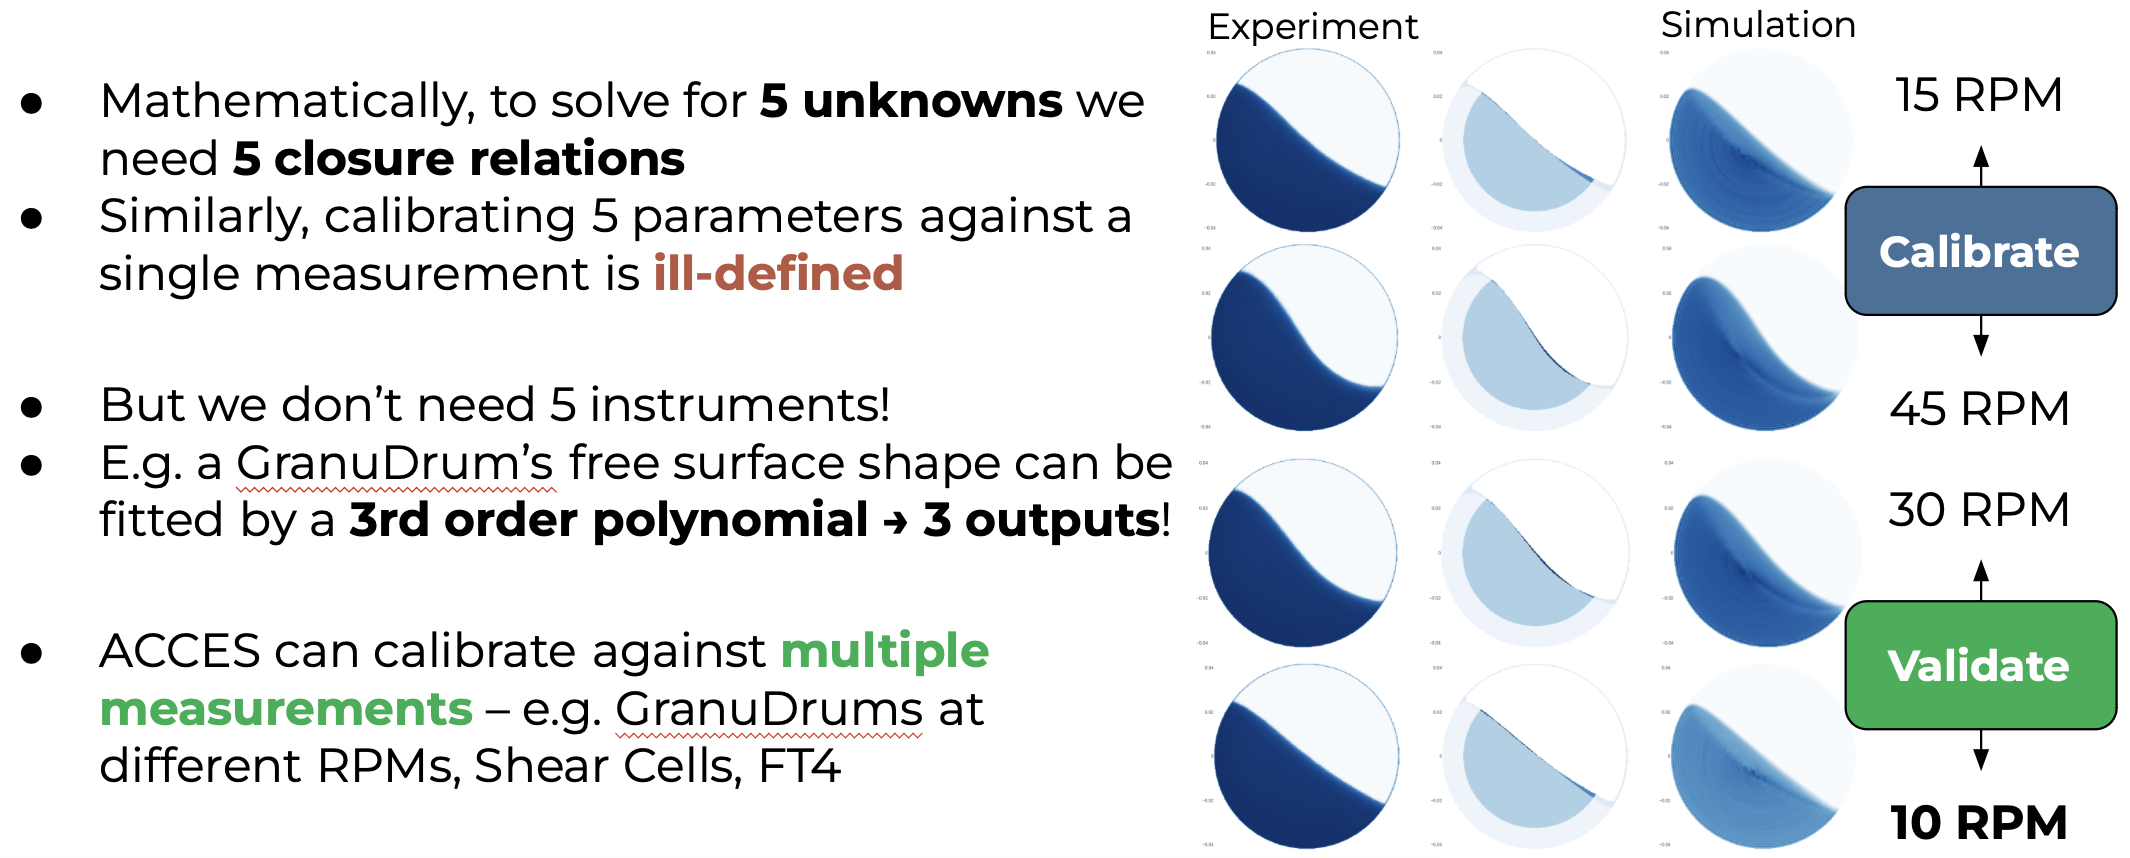 ● Mathematically, to solve for 5 unknowns we
need 5 closure relations
● Similarly, calibrating 5 parameters against a
single measurement is ill-defined
● But we don’t need 5 instruments!
● E.g. a GranuDrum’s free surface shape can be
fitted by a 3rd order polynomial → 3 outputs!
● ACCES can calibrate against multiple
measurements – e.g. GranuDrums at
different RPMs, Shear Cells, FT4
Experiment
Simulation
15 RPM
Calibrate
45 RPM
30 RPM
Validate
10 RPM